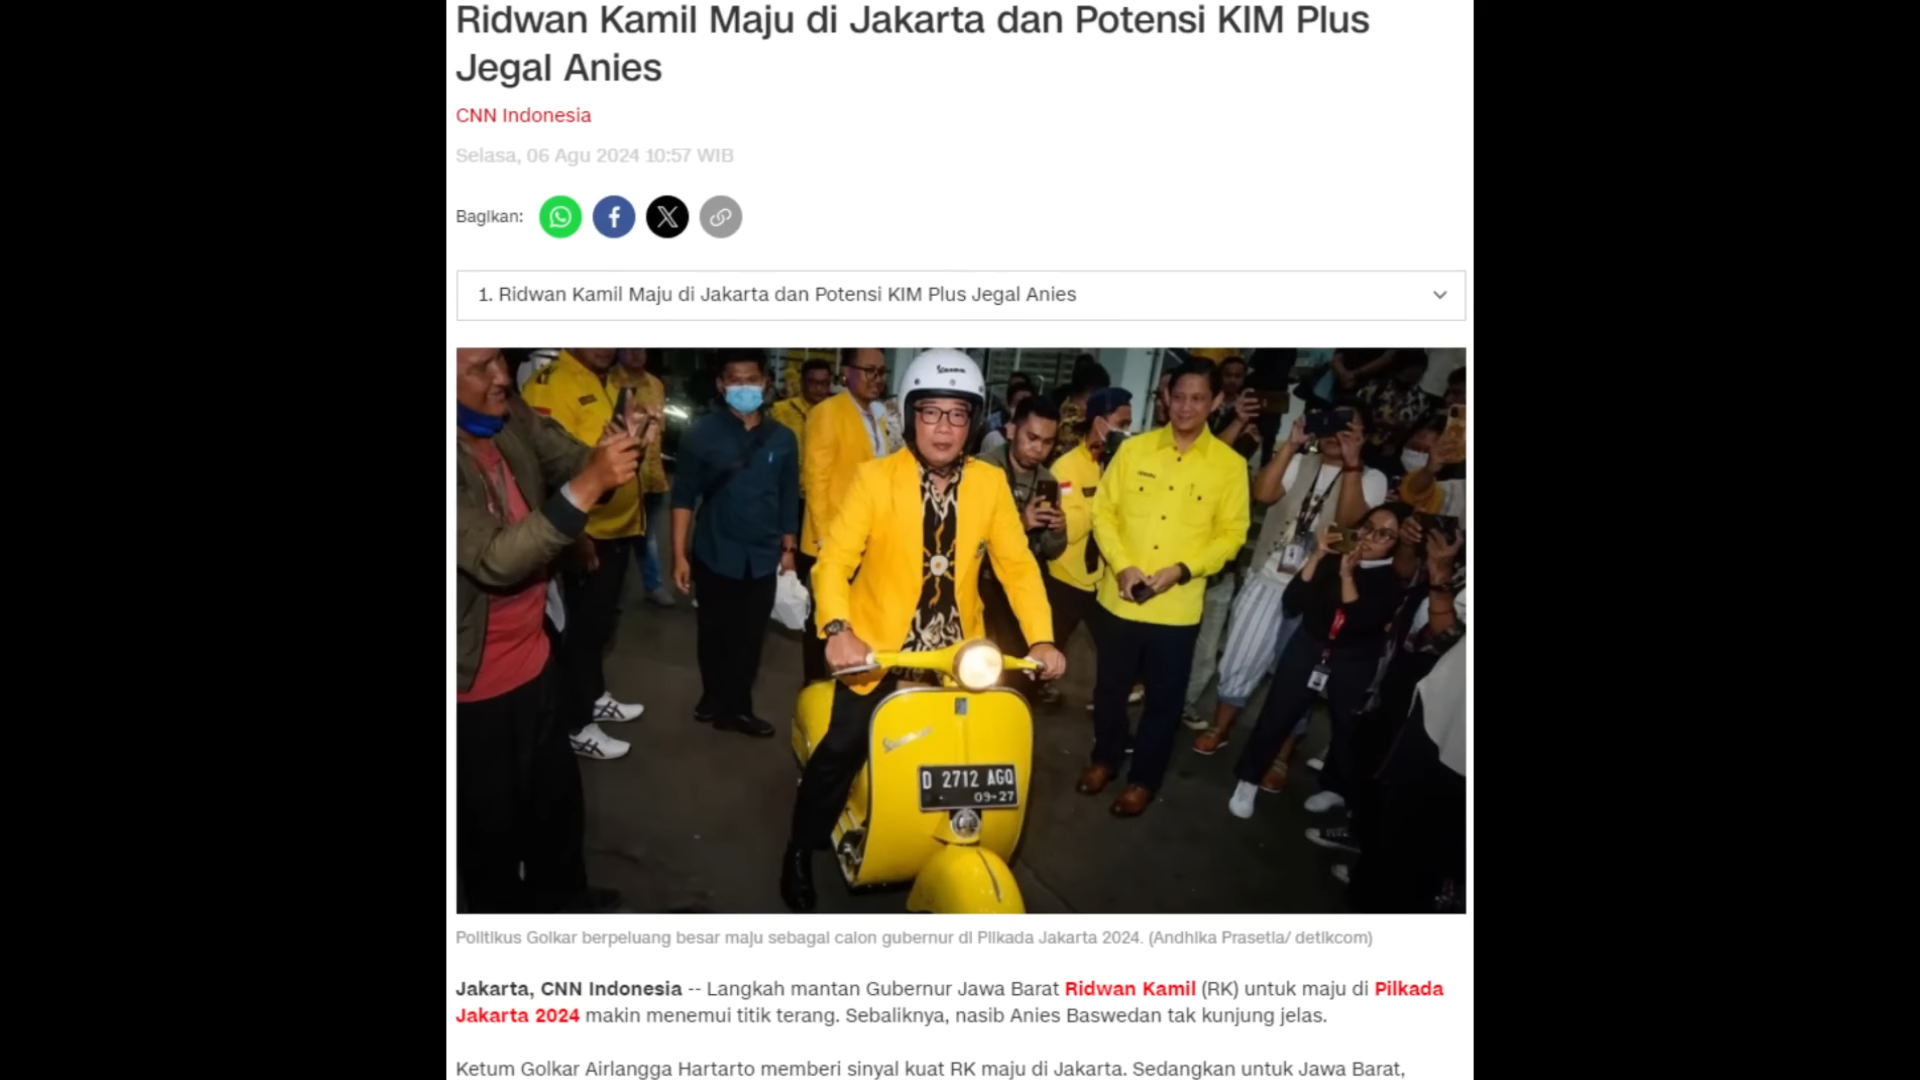 Ridwan Kamil Maju di Jakarta dan Potensi KIM Plus
Jegal Anies
CNN Indonesia
Selasa, 06 Agu 2024 10:57 WIB
Bagikan:
1. Ridwan Kamil Maju di Jakarta dan Potensi KIM Plus Jegal Anies
Vespa
D 2712 AGQ
09-27
Politikus Golkar berpeluang besar maju sebagai calon gubernur di Pilkada Jakarta 2024. (Andhika Prasetia/ detikcom)
Jakarta, CNN Indonesia -- Langkah mantan Gubernur Jawa Barat Ridwan Kamil (RK) untuk maju di Pilkada
Jakarta 2024 makin menemui titik terang. Sebaliknya, nasib Anies Baswedan tak kunjung jelas.
Ketum Golkar Airlangga Hartarto memberi sinyal kuat RK maju di Jakarta. Sedangkan untuk Jawa Barat,